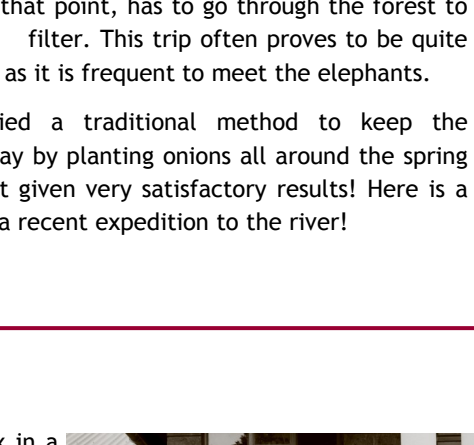 that point, has to go through the forest to
filter. This trip often proves to be quite
as it is frequent to meet the elephants.
ied a traditional method to keep the
ay by planting onions all around the spring
t given very satisfactory results! Here is a
a recent expedition to the river!
in a